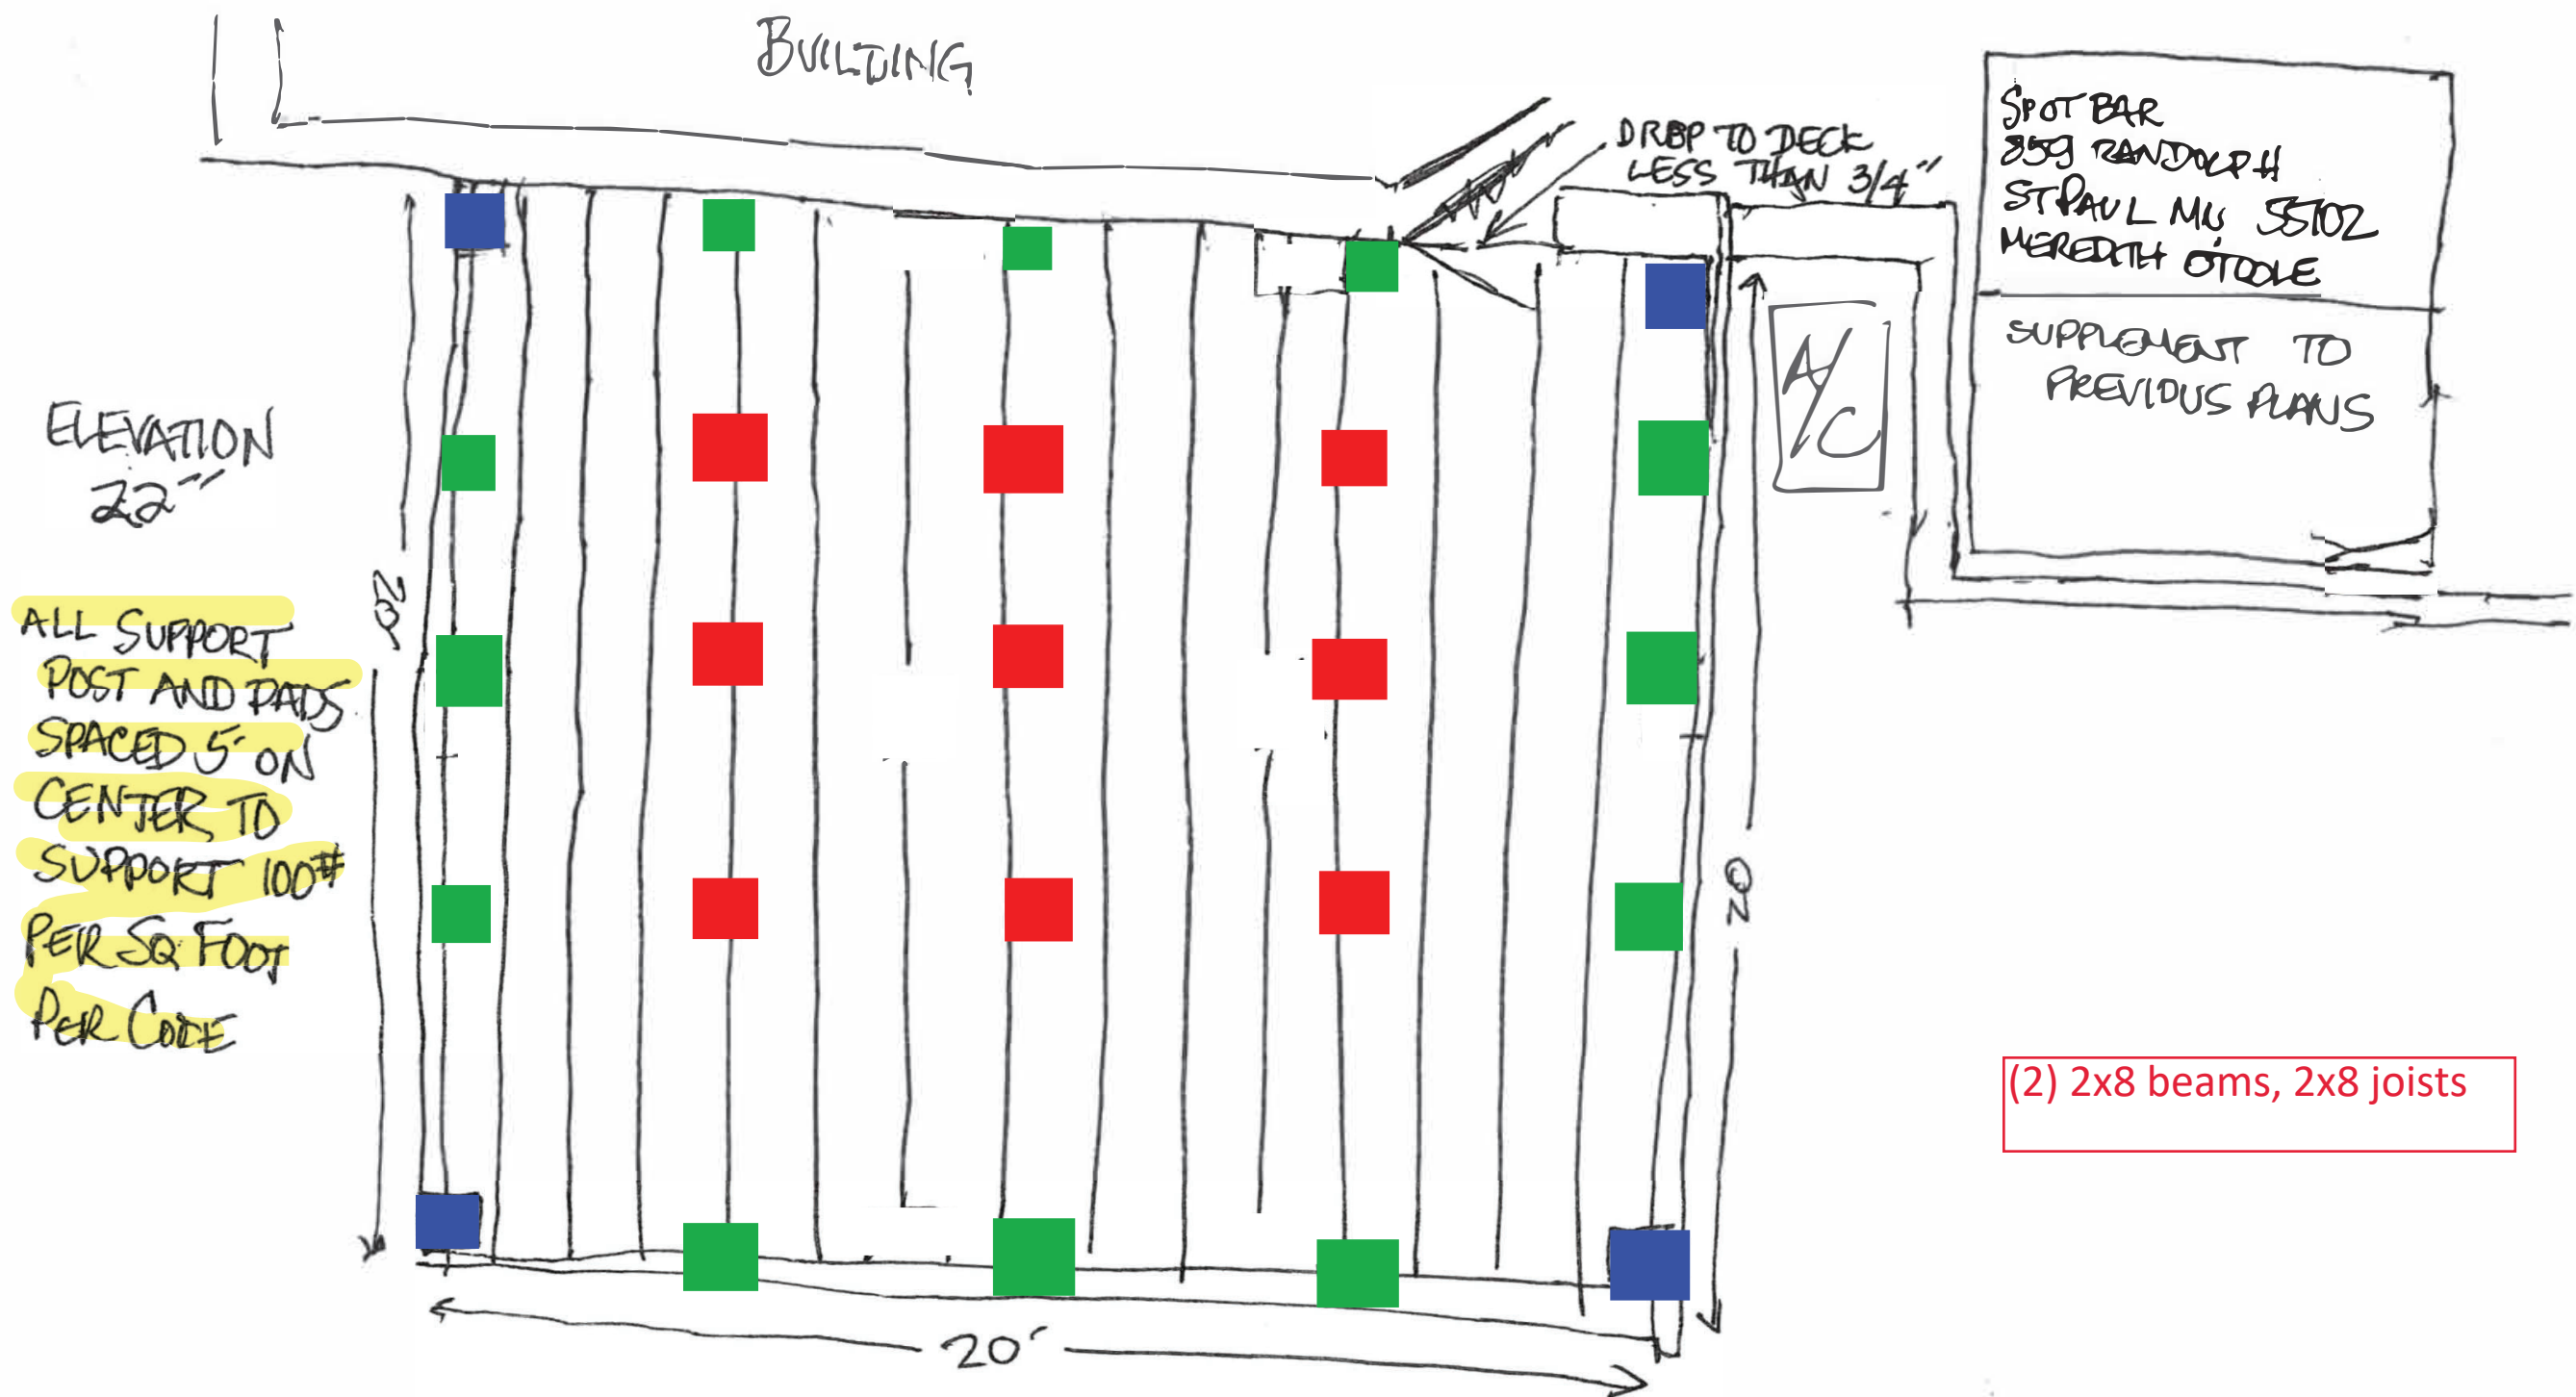 BUILDING
DROP TO DECK
LESS THAN 3/4"
SPOT BAR
859 RANDOLPH
ST PAUL MN 55102
MEREDITH O'TOOLE
SUPPLEMENT TO
PREVIOUS PLANS
A/C
ELEVATION
22"
20'
ALL SUPPORT
POST AND PADS
SPACED 5' ON
CENTER TO
SUPPORT 100#
PER SQ FOOT
PER CODE
20
(2) 2x8 beams, 2x8 joists
20'